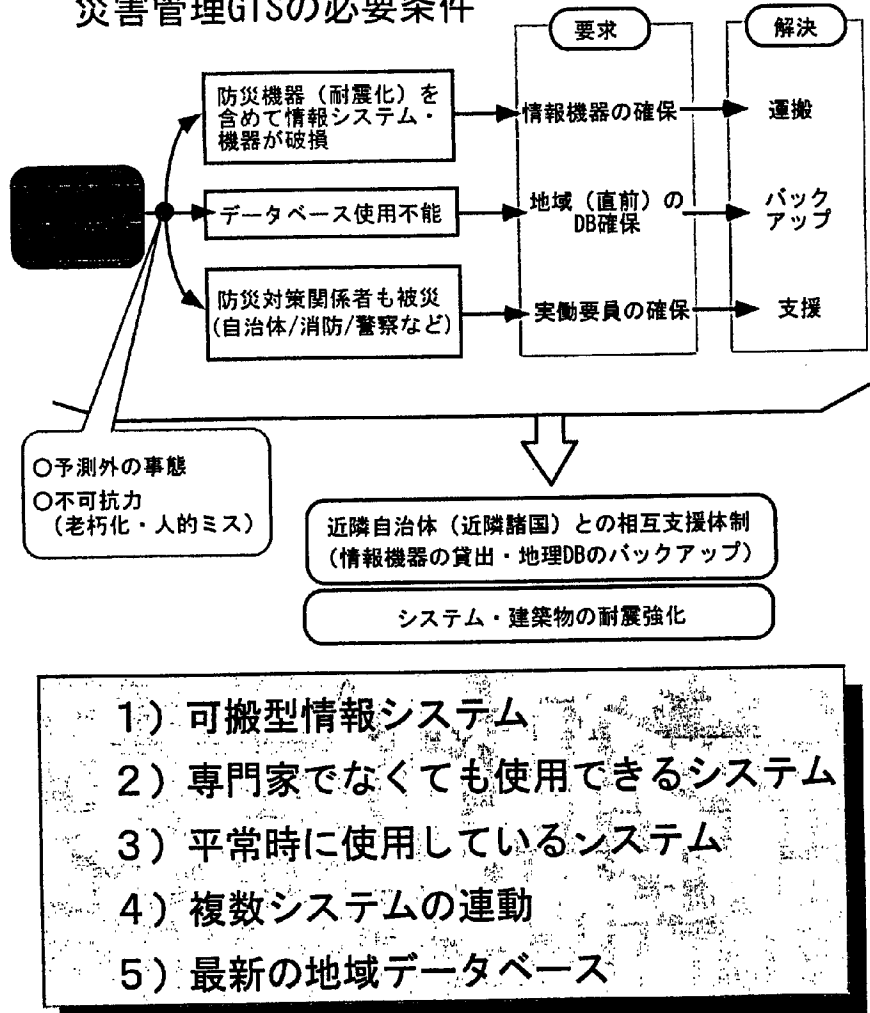 災害管理GISの必要条件
要求
解決
防災機器（耐震化）を
含めて情報システム・
機器が破損
情報機器の確保
運搬
データベース使用不能
地域（直前）の
DB確保
バック
アップ
防災対策関係者も被災
(自治体/消防/警察など)
実働要員の確保
支援
○予測外の事態
○不可抗力
（老朽化・人的ミス）
近隣自治体（近隣諸国）との相互支援体制
(情報機器の貸出・地理DBのバックアップ)
システム・建築物の耐震強化
1）可搬型情報システム
2）専門家でなくても使用できるシステム
3）平常時に使用しているシステム
4）複数システムの連動
5）最新の地域データベース